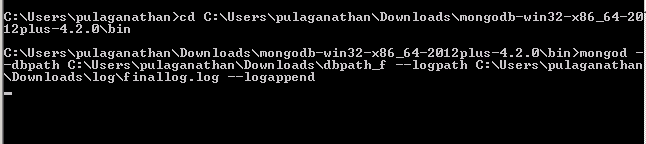 C:\Users\pulaganathan>cd C:\Users\pulaganathan\Downloads\mongodb-win32-x86_64-20
12plus-4.2.0\bin
C:\Users\pulaganathan\Downloads\mongodb-win32-x86_64-2012plus-4.2.0\bin>mongod -
-dbpath C:\Users\pulaganathan\Downloads\dbpath_f --logpath C:\Users\pulaganathan
\Downloads\log\finallog.log --logappend